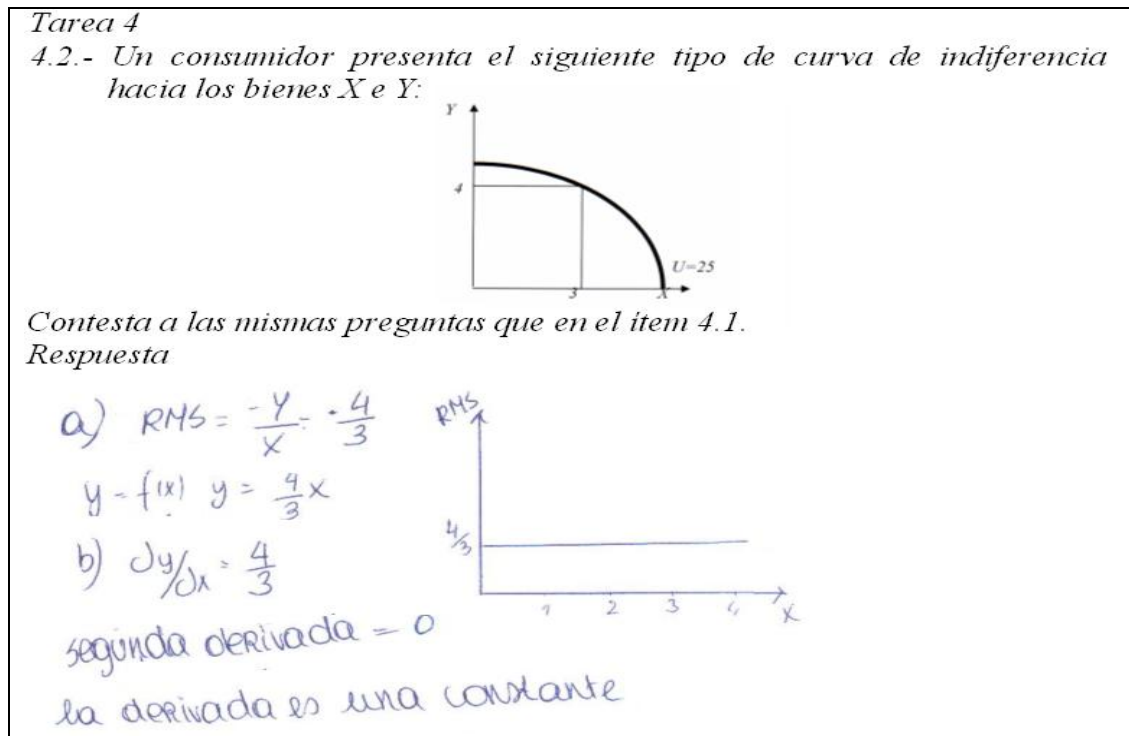 Tarea 4
4.2.- Un consumidor presenta el siguiente tipo de curva de indiferencia
hacia los bienes X e Y:
Y
4
U=25
3
X
Contesta a las mismas preguntas que en el ítem 4.1.
Respuesta
a) RMS = -Y/X = -4/3
y = f(x) y = 4/3 x
b) dy/dx = 4/3
segunda derivada = 0
la derivada es una constante
RMS
4/3
1 2 3 4 X